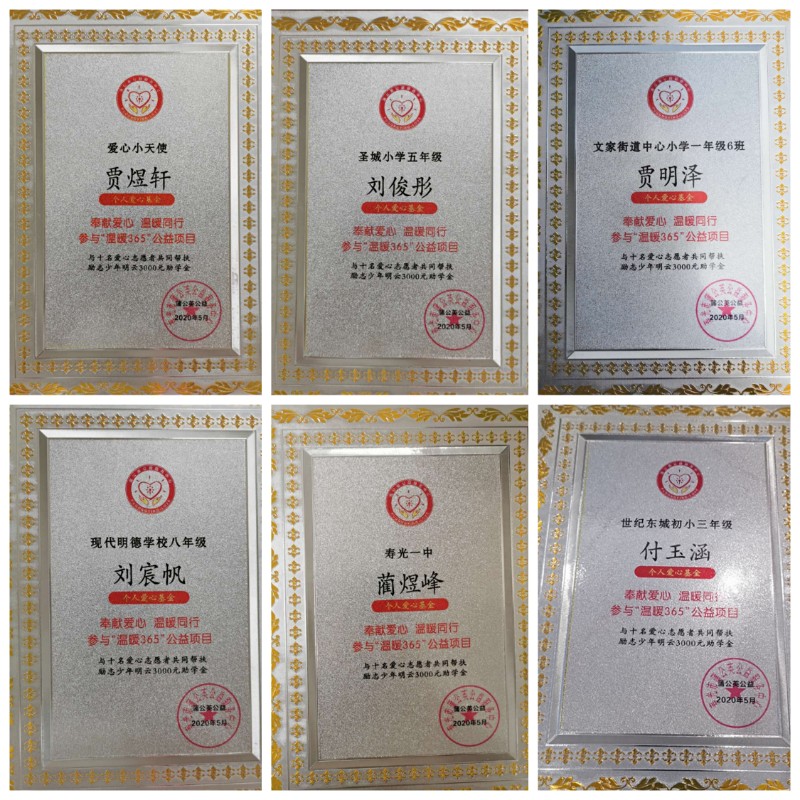 爱心小天使
贾煜轩
个人爱心基金
奉献爱心 温暖同行
参与“温暖365”公益项目
与十名爱心志愿者共同帮扶
励志少年明云3000元助学金
蒲公英公益
2020年5月
圣城小学五年级
刘俊彤
个人爱心基金
奉献爱心 温暖同行
参与“温暖365”公益项目
与十名爱心志愿者共同帮扶
励志少年明云3000元助学金
蒲公英公益
2020年5月
文家街道中心小学一年级6班
贾明泽
个人爱心基金
奉献爱心 温暖同行
参与“温暖365”公益项目
与十名爱心志愿者共同帮扶
励志少年明云3000元助学金
蒲公英公益
2020年5月
现代明德学校八年级
刘宸帆
个人爱心基金
奉献爱心 温暖同行
参与“温暖365”公益项目
与十名爱心志愿者共同帮扶
励志少年明云3000元助学金
蒲公英公益
2020年5月
寿光一中
蔺煜峰
个人爱心基金
奉献爱心 温暖同行
参与“温暖365”公益项目
与十名爱心志愿者共同帮扶
励志少年明云3000元助学金
蒲公英公益
2020年5月
世纪东城初小三年级
付玉涵
个人爱心基金
奉献爱心 温暖同行
参与“温暖365”公益项目
与十名爱心志愿者共同帮扶
励志少年明云3000元助学金
蒲公英公益
2020年5月